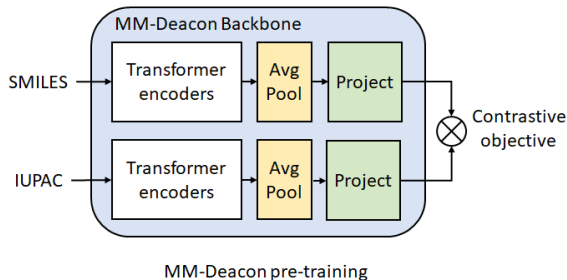 MM-Deacon Backbone
SMILES
Transformer
encoders
Avg
Pool
Project
Contrastive
objective
IUPAC
Transformer
encoders
Avg
Pool
Project
MM-Deacon pre-training